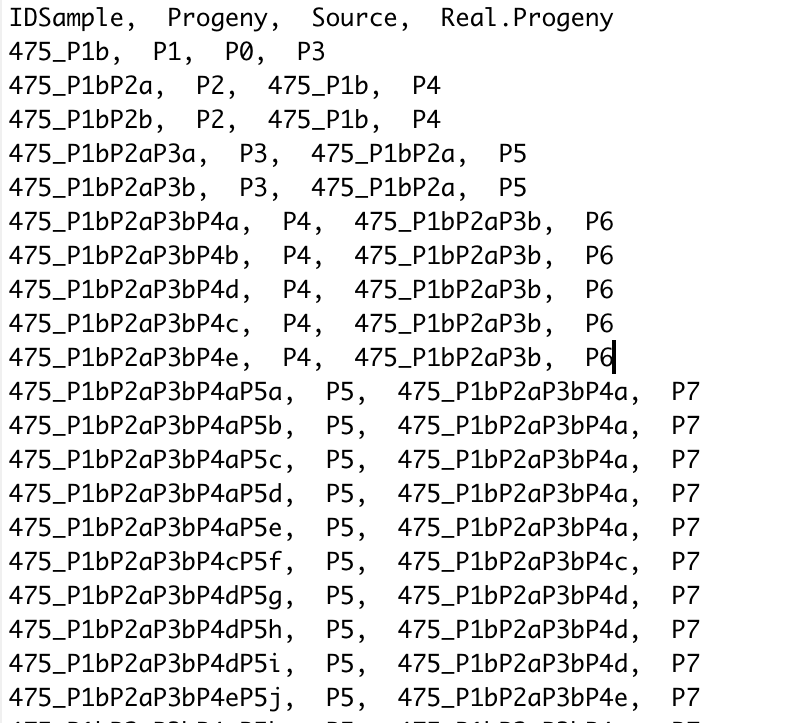 IDSample,  Progeny,  Source,  Real.Progeny
475_P1b,  P1,  P0,  P3
475_P1bP2a,  P2,  475_P1b,  P4
475_P1bP2b,  P2,  475_P1b,  P4
475_P1bP2aP3a,  P3,  475_P1bP2a,  P5
475_P1bP2aP3b,  P3,  475_P1bP2a,  P5
475_P1bP2aP3bP4a,  P4,  475_P1bP2aP3b,  P6
475_P1bP2aP3bP4b,  P4,  475_P1bP2aP3b,  P6
475_P1bP2aP3bP4d,  P4,  475_P1bP2aP3b,  P6
475_P1bP2aP3bP4c,  P4,  475_P1bP2aP3b,  P6
475_P1bP2aP3bP4e,  P4,  475_P1bP2aP3b,  P6
475_P1bP2aP3bP4aP5a,  P5,  475_P1bP2aP3bP4a,  P7
475_P1bP2aP3bP4aP5b,  P5,  475_P1bP2aP3bP4a,  P7
475_P1bP2aP3bP4aP5c,  P5,  475_P1bP2aP3bP4a,  P7
475_P1bP2aP3bP4aP5d,  P5,  475_P1bP2aP3bP4a,  P7
475_P1bP2aP3bP4aP5e,  P5,  475_P1bP2aP3bP4a,  P7
475_P1bP2aP3bP4cP5f,  P5,  475_P1bP2aP3bP4c,  P7
475_P1bP2aP3bP4dP5g,  P5,  475_P1bP2aP3bP4d,  P7
475_P1bP2aP3bP4dP5h,  P5,  475_P1bP2aP3bP4d,  P7
475_P1bP2aP3bP4dP5i,  P5,  475_P1bP2aP3bP4d,  P7
475_P1bP2aP3bP4eP5j,  P5,  475_P1bP2aP3bP4e,  P7